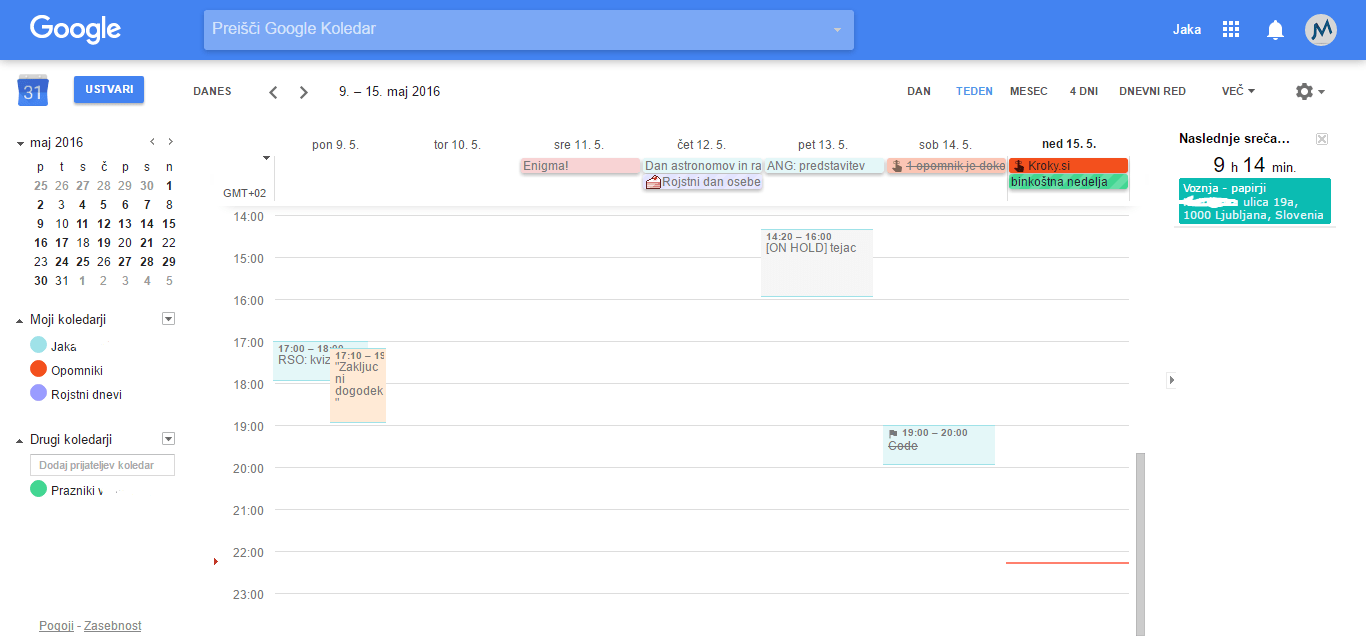 Google
Preišči Google Koledar
Jaka
31
USTVARI
DANES
9. – 15. maj 2016
DAN TEDEN MESEC 4 DNI DNEVNI RED VEČ
maj 2016
p t s č p s n
25 26 27 28 29 30 1
2 3 4 5 6 7 8
9 10 11 12 13 14 15
16 17 18 19 20 21 22
23 24 25 26 27 28 29
30 31 1 2 3 4 5
Moji koledarji
Jaka
Opomniki
Rojstni dnevi
Drugi koledarji
Dodaj prijateljev koledar
Prazniki v
Pogoji - Zasebnost
pon 9. 5. tor 10. 5. sre 11. 5. čet 12. 5. pet 13. 5. sob 14. 5. ned 15. 5.
GMT+02
Enigma!
Dan astronomov in ra
Rojstni dan osebe
ANG: predstavitev
1 opomnik je doko
Kroky.si
binkoštna nedelja
14:00
15:00
16:00
17:00
18:00
19:00
20:00
21:00
22:00
23:00
17:00 – 18:00
RSO: kviz
17:10 – 19
"Zaključ
ni
dogodek
"
14:20 – 16:00
[ON HOLD] tejac
19:00 – 20:00
Code
Naslednje sreča...
9 h 14 min.
Voznja - papirji
ulica 19a,
1000 Ljubljana, Slovenia